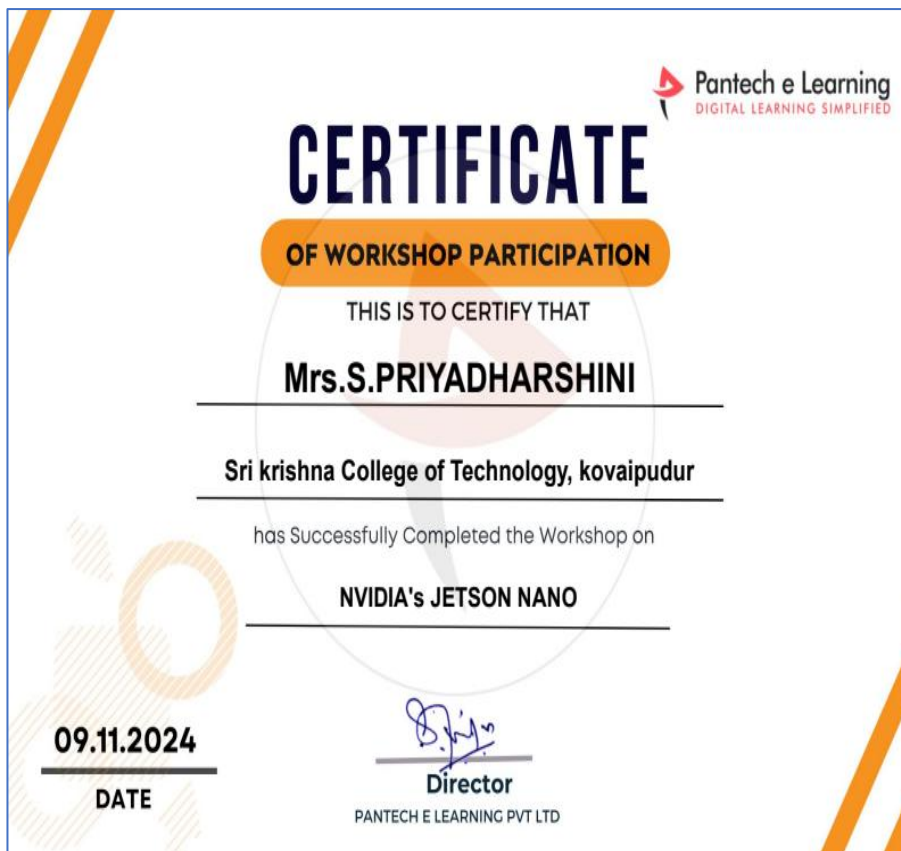 Pantech e Learning
DIGITAL LEARNING SIMPLIFIED
CERTIFICATE
OF WORKSHOP PARTICIPATION
THIS IS TO CERTIFY THAT
Mrs.S.PRIYADHARSHINI
Sri krishna College of Technology, kovaipudur
has Successfully Completed the Workshop on
NVIDIA's JETSON NANO
09.11.2024
DATE
Director
PANTECH E LEARNING PVT LTD